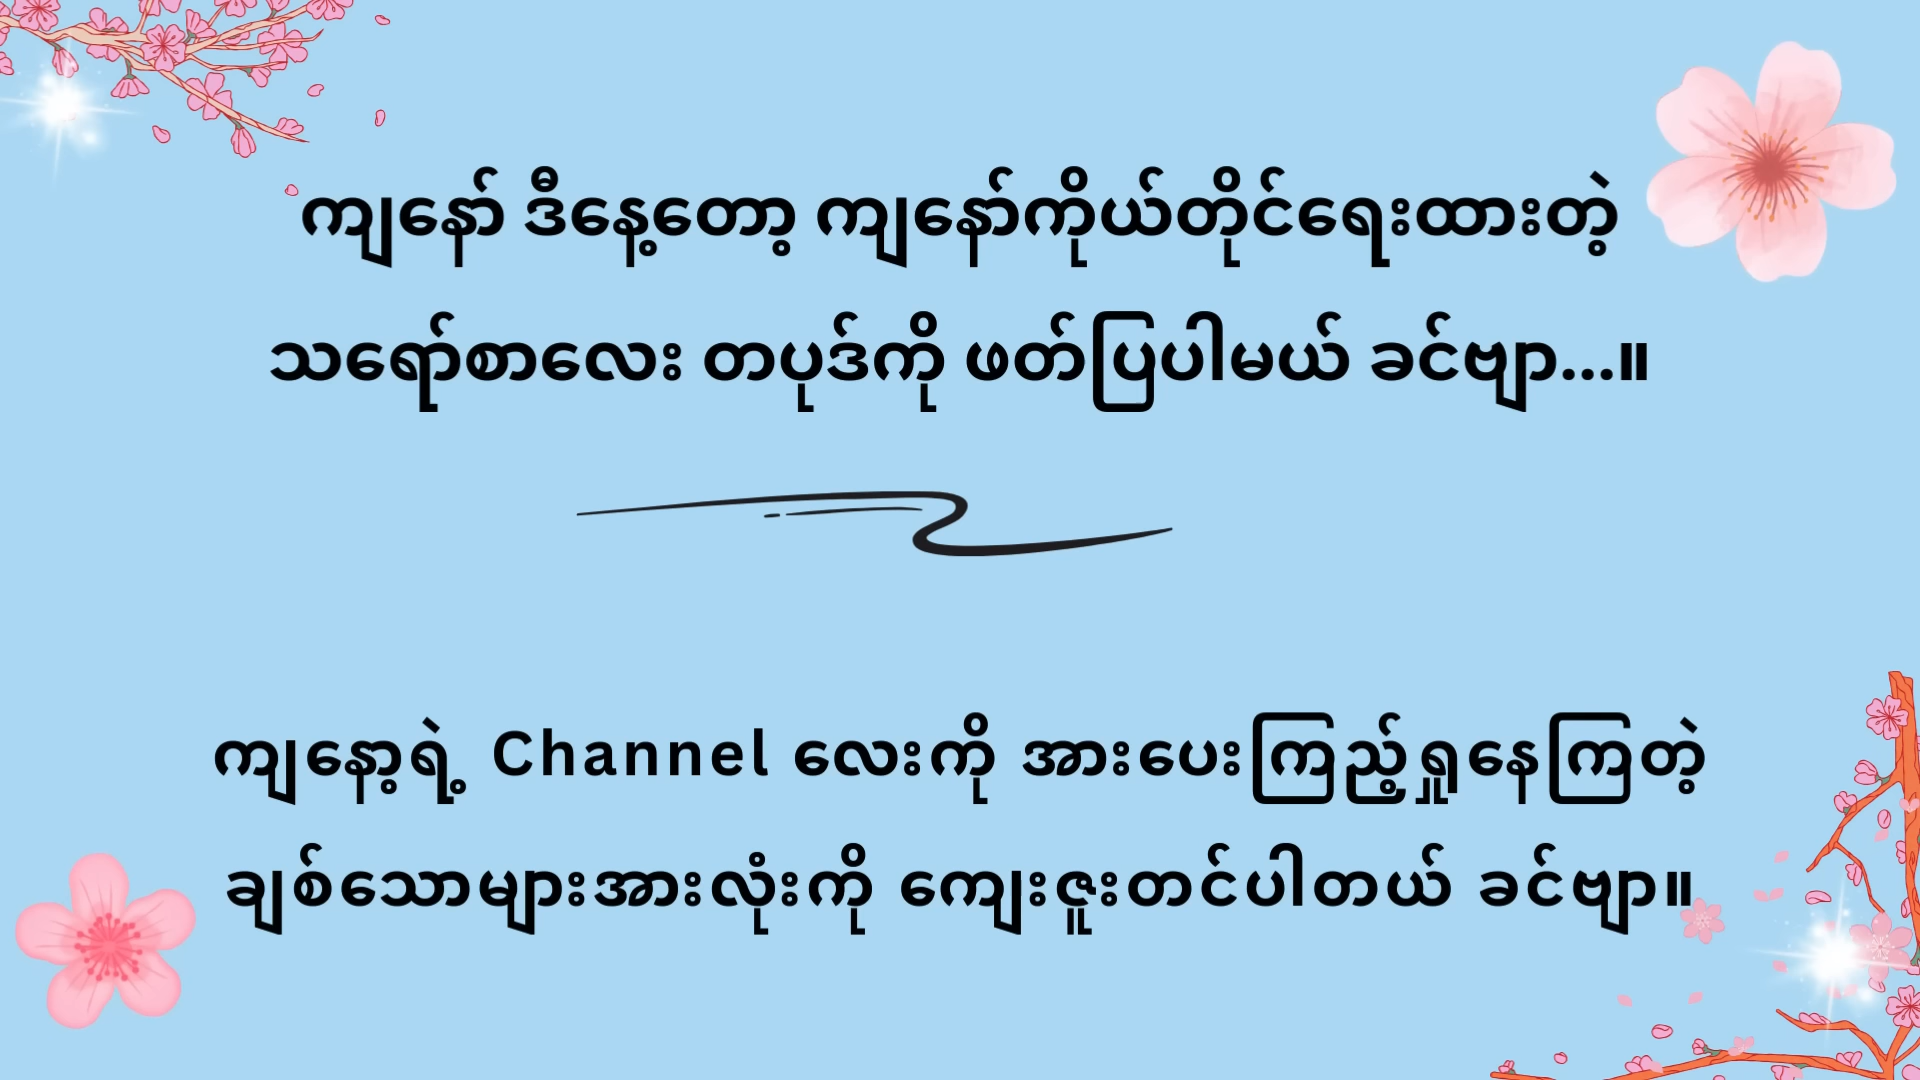 ကျနော် ဒီနေ့တော့ ကျနော်ကိုယ်တိုင်ရေးထားတဲ့
သရော်စာလေး တပုဒ်ကို ဖတ်ပြပါမယ် ခင်ဗျာ...။
ကျနော့ရဲ့ Channel လေးကို အားပေးကြည့်ရှုနေကြတဲ့
ချစ်သောများအားလုံးကို ကျေးဇူးတင်ပါတယ် ခင်ဗျာ။